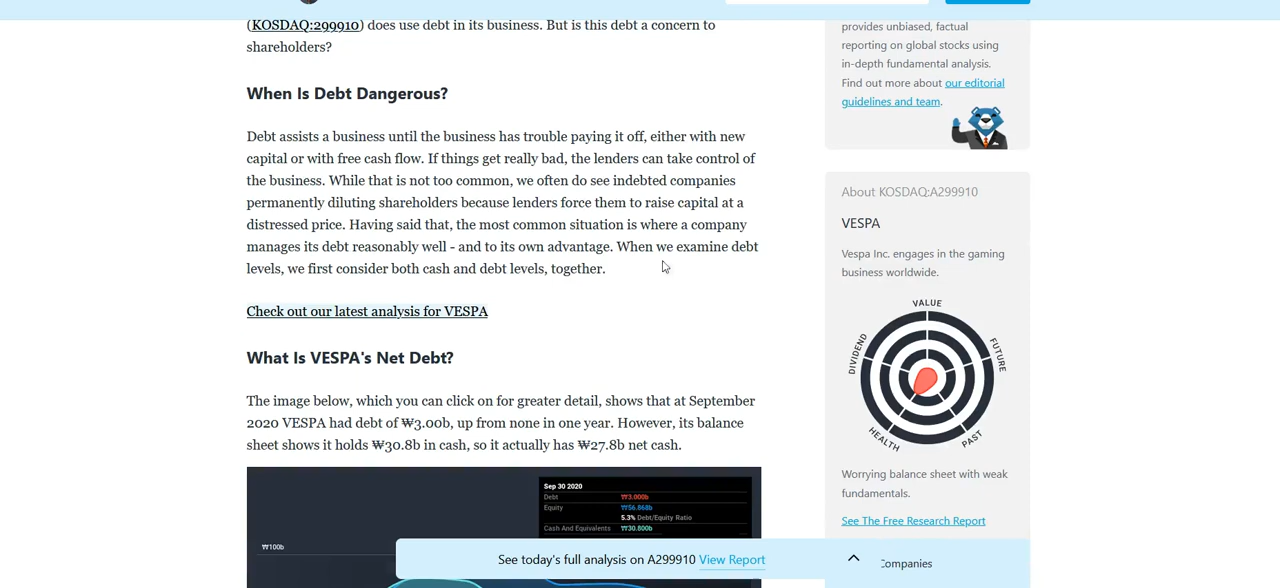 (KOSDAQ:299910) does use debt in its business. But is this debt a concern to
shareholders?
When Is Debt Dangerous?
Debt assists a business until the business has trouble paying it off, either with new
capital or with free cash flow. If things get really bad, the lenders can take control of
the business. While that is not too common, we often do see indebted companies
permanently diluting shareholders because lenders force them to raise capital at a
distressed price. Having said that, the most common situation is where a company
manages its debt reasonably well - and to its own advantage. When we examine debt
levels, we first consider both cash and debt levels, together.
Check out our latest analysis for VESPA
What Is VESPA's Net Debt?
The image below, which you can click on for greater detail, shows that at September
2020 VESPA had debt of ₩3.00b, up from none in one year. However, its balance
sheet shows it holds ₩30.8b in cash, so it actually has ₩27.8b net cash.
Sep 30 2020
Debt ₩3.000b
Equity ₩56.868b
5.3% Debt/Equity Ratio
Cash And Equivalents ₩30.800b
₩100b
provides unbiased, factual
reporting on global stocks using
in-depth fundamental analysis.
Find out more about our editorial
guidelines and team.
About KOSDAQ:A299910
VESPA
Vespa Inc. engages in the gaming
business worldwide.
VALUE
FUTURE
PAST
HEALTH
DIVIDEND
Worrying balance sheet with weak
fundamentals.
See The Free Research Report
See today's full analysis on A299910 View Report
Companies